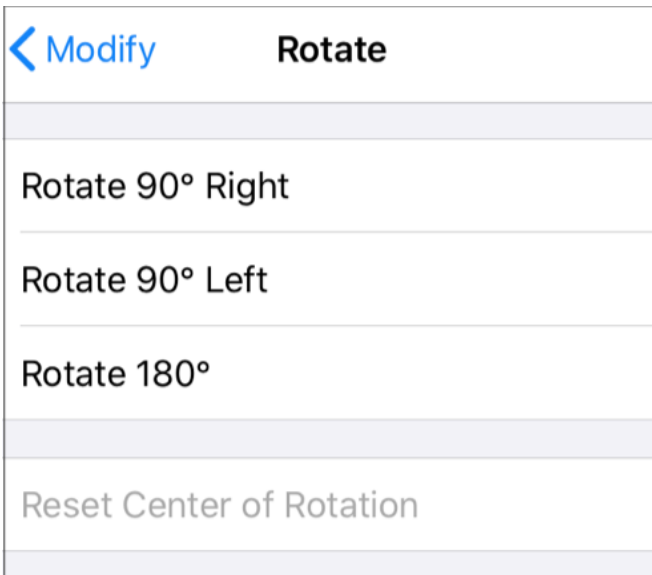 Modify Rotate
Rotate 90° Right
Rotate 90° Left
Rotate 180°
Reset Center of Rotation